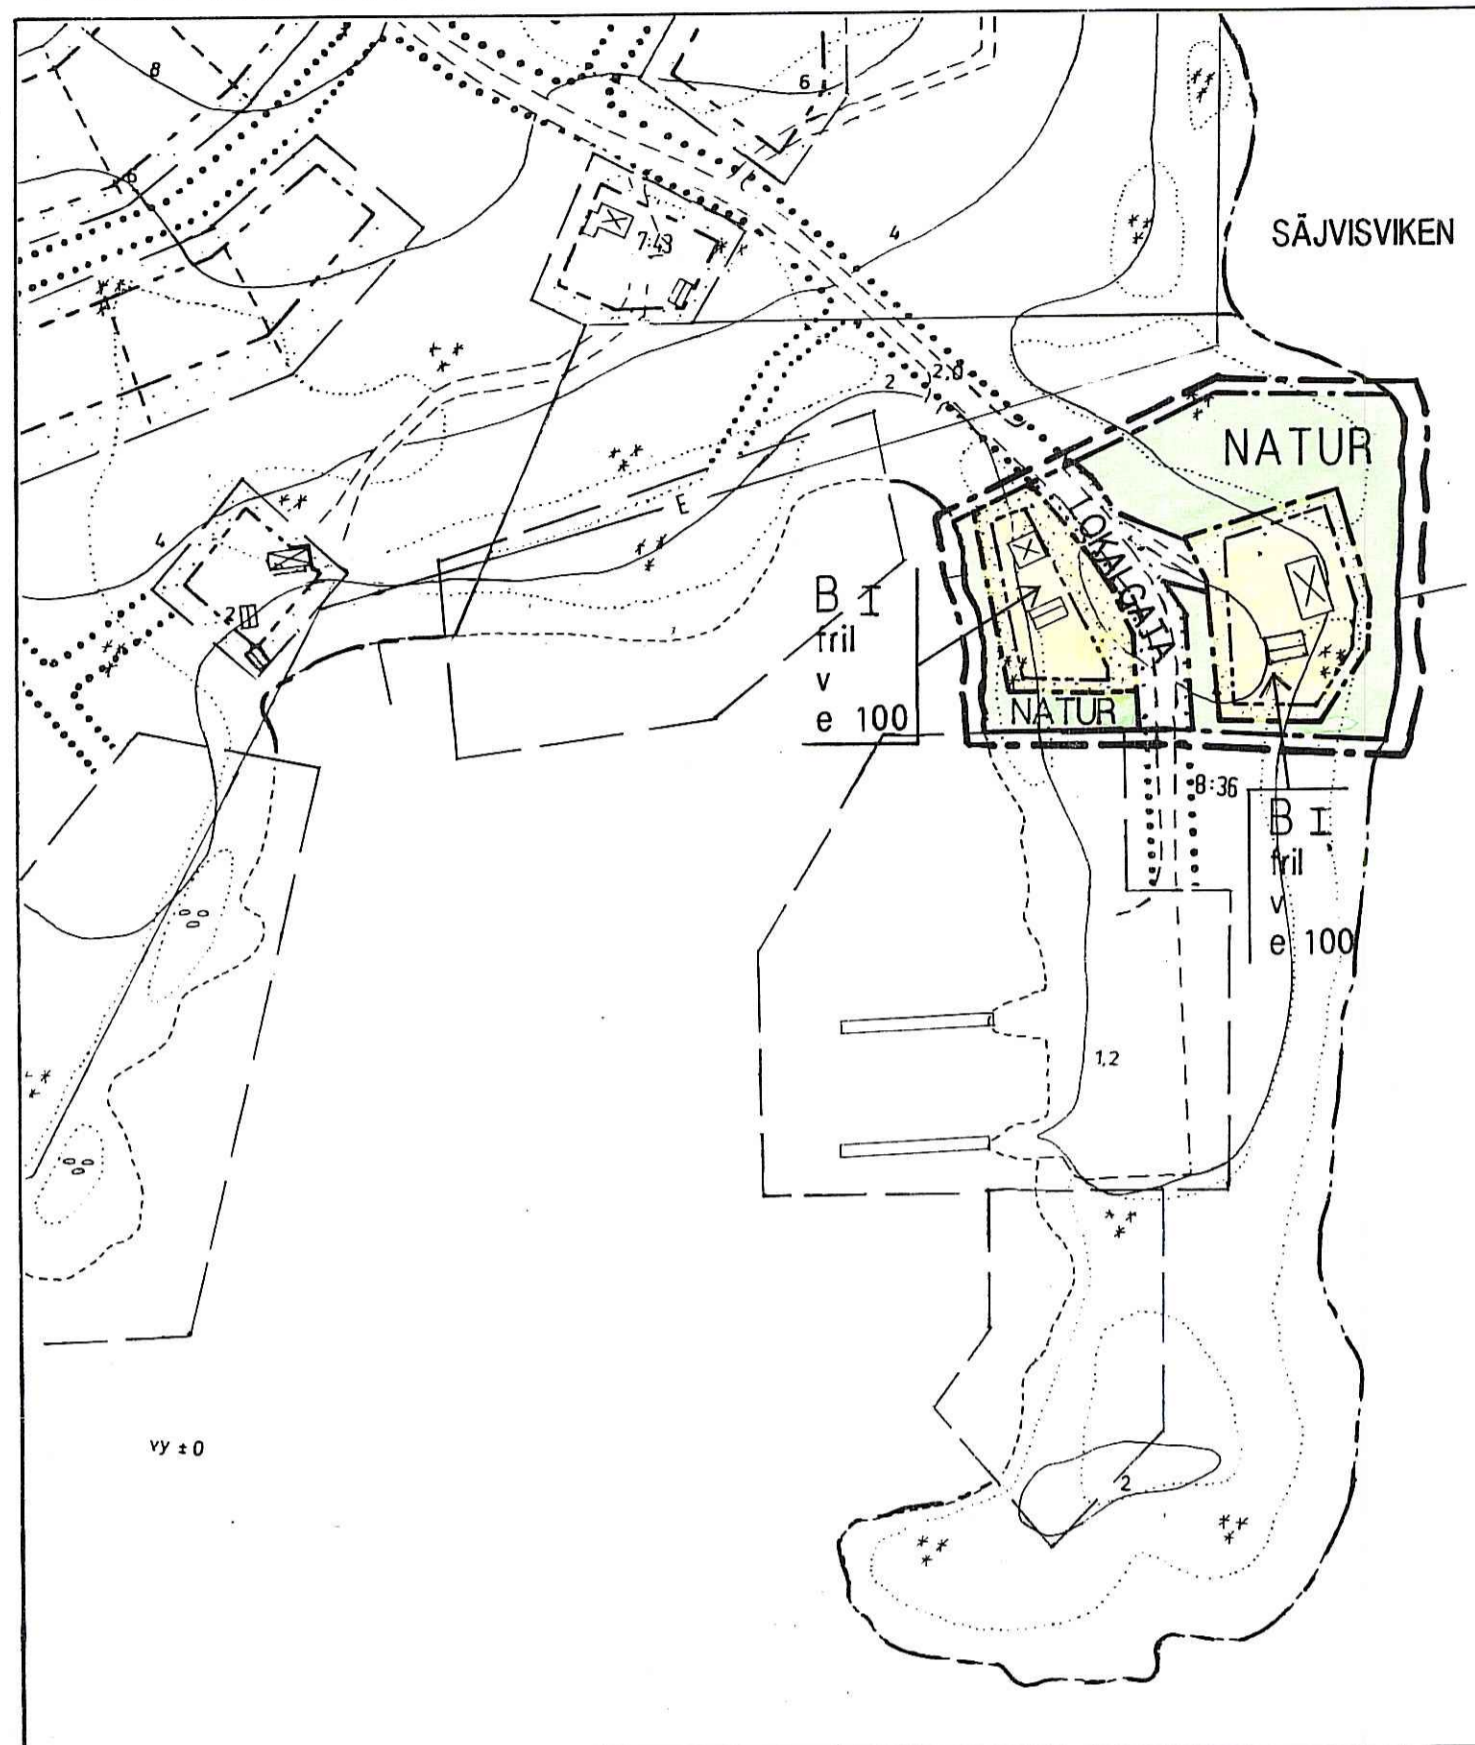 8
6
6
SÄJVISVIKEN
4
7:43
2
2,0
NATUR
E
LOKALGATA
4
2
B I
fril
v
e 100
NATUR
8:36
B I
fril
v
e 100
1,2
vy ±0
2